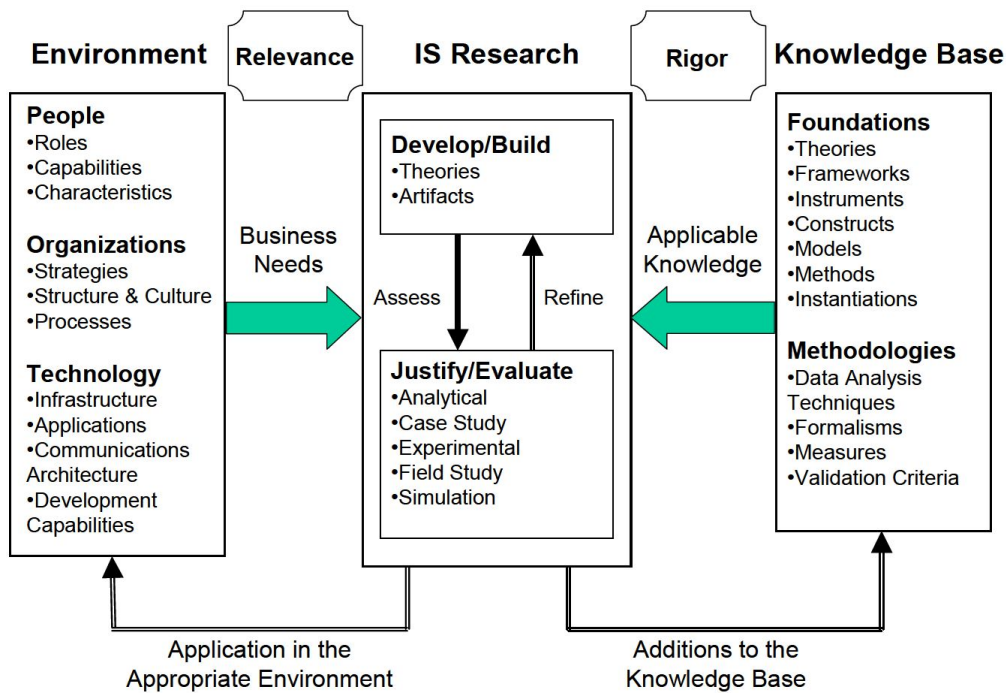 Environment
Relevance
IS Research
Rigor
Knowledge Base
People
•Roles
•Capabilities
•Characteristics
Organizations
•Strategies
•Structure & Culture
•Processes
Technology
•Infrastructure
•Applications
•Communications
Architecture
•Development
Capabilities
Business
Needs
Develop/Build
•Theories
•Artifacts
Assess
Refine
Justify/Evaluate
•Analytical
•Case Study
•Experimental
•Field Study
•Simulation
Applicable
Knowledge
Foundations
•Theories
•Frameworks
•Instruments
•Constructs
•Models
•Methods
•Instantiations
Methodologies
•Data Analysis
Techniques
•Formalisms
•Measures
•Validation Criteria
Application in the
Appropriate Environment
Additions to the
Knowledge Base